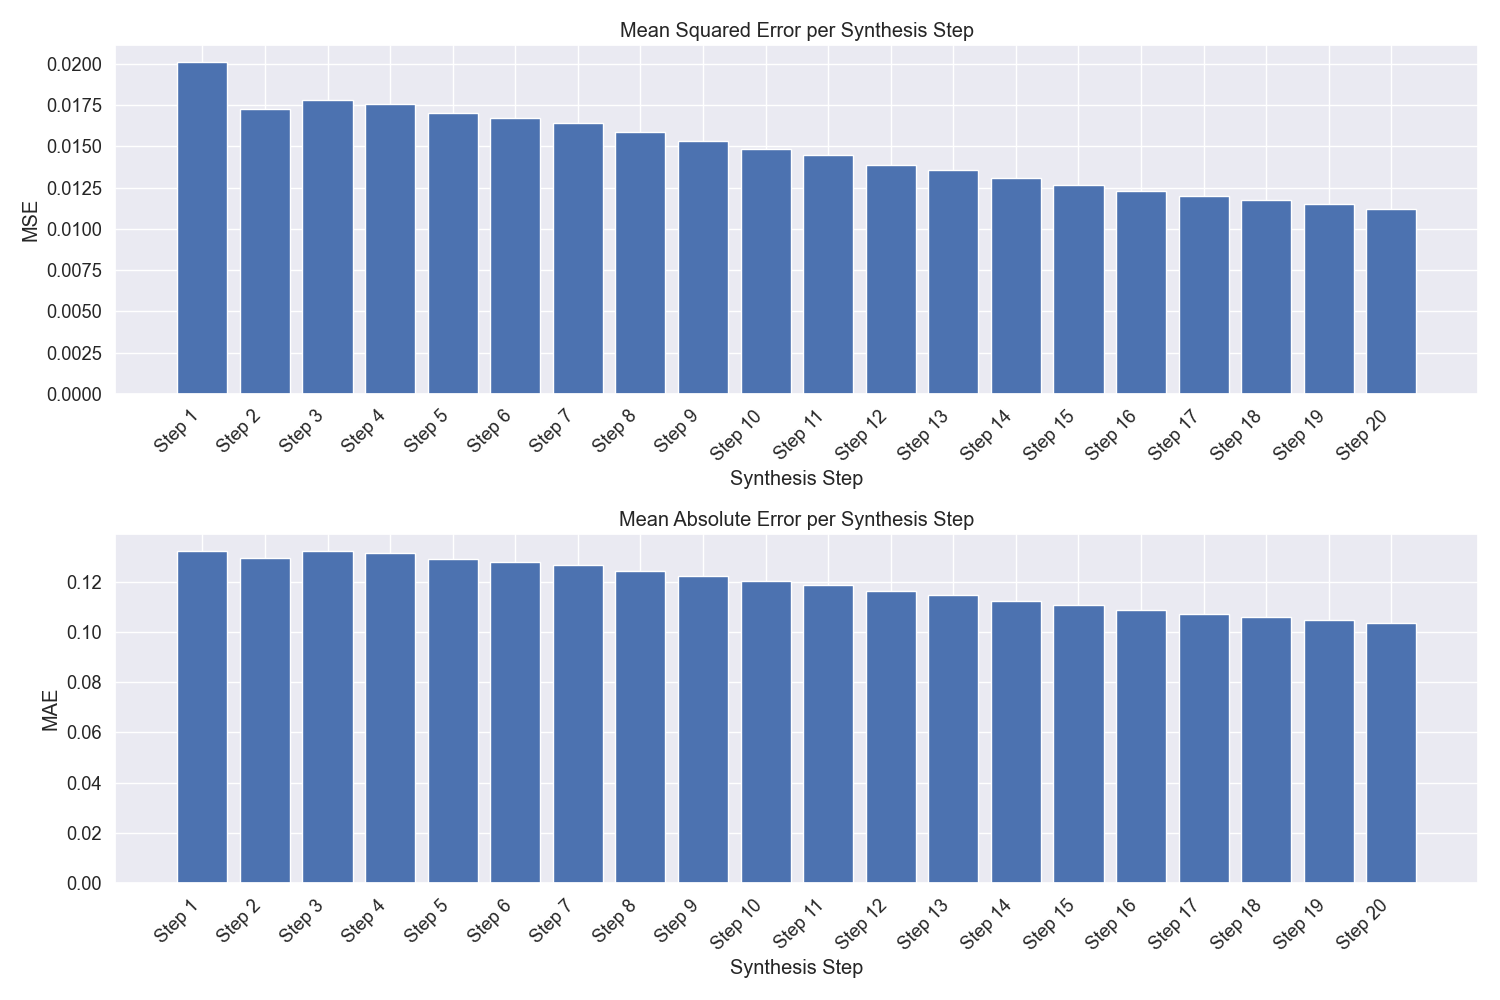 Mean Squared Error per Synthesis Step
0.0200
0.0175
0.0150
0.0125
0.0100
0.0075
0.0050
0.0025
0.0000
MSE
Step 1
Step 2
Step 3
Step 4
Step 5
Step 6
Step 7
Step 8
Step 9
Step 10
Step 11
Step 12
Step 13
Step 14
Step 15
Step 16
Step 17
Step 18
Step 19
Step 20
Synthesis Step
Mean Absolute Error per Synthesis Step
0.12
0.10
0.08
0.06
0.04
0.02
0.00
MAE
Step 1
Step 2
Step 3
Step 4
Step 5
Step 6
Step 7
Step 8
Step 9
Step 10
Step 11
Step 12
Step 13
Step 14
Step 15
Step 16
Step 17
Step 18
Step 19
Step 20
Synthesis Step